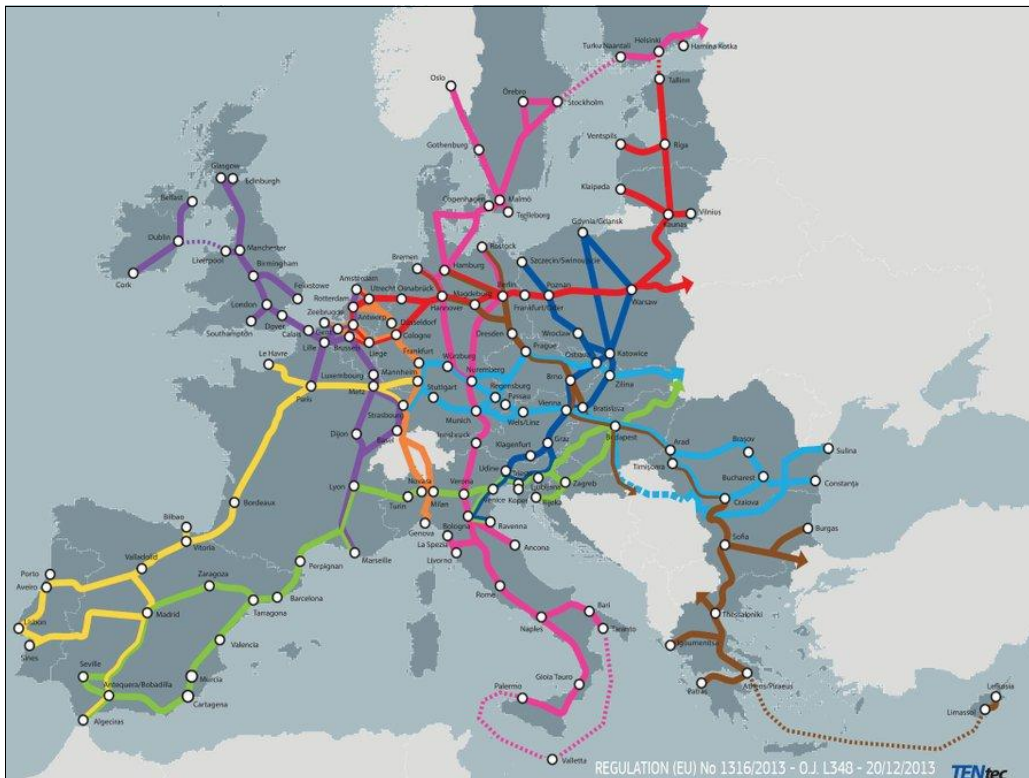 Oslo
Örebro
Stockholm
Turku/Naantali
Helsinki
Hamina Kotka
Tallinn
Gothenburg
Ventspils
Riga
Klaipeda
Vilnius
Kaunas
Glasgow
Edinburgh
Belfast
Copenhagen
Malmö
Trelleborg
Dublin
Liverpool
Manchester
Cork
Birmingham
Felixstowe
Bremen
Hamburg
Rostock
Gdynia/Gdansk
Szczecin/Swinoujscie
Amsterdam
Utrecht
Osnabrück
London
Rotterdam
Zeebrugge
Magdeburg
Berlin
Poznan
Warsaw
Southampton
Dover
Calais
Antwerp
Düsseldorf
Hannover
Frankfurt/Oder
Lille
Brussels
Liege
Cologne
Dresden
Wroclaw
Le Havre
Luxembourg
Mannheim
Frankfurt
Würzburg
Prague
Ostrava
Katowice
Paris
Metz
Stuttgart
Nuremberg
Regensburg
Passau
Brno
Zilina
Strasbourg
Munich
Wels/Linz
Vienna
Bratislava
Dijon
Basel
Innsbruck
Klagenfurt
Graz
Budapest
Arad
Braşov
Sulina
Lyon
Novara
Milan
Turin
Verona
Udine
Venice
Koper
Ljubljana
Rijeka
Zagreb
Timişoara
Bucharest
Constanţa
Craiova
Bordeaux
Genova
Bologna
Ravenna
La Spezia
Livorno
Ancona
Sofia
Burgas
Bilbao
Vitoria
Marseille
Perpignan
Valladolid
Porto
Aveiro
Zaragoza
Barcelona
Tarragona
Madrid
Rome
Lisbon
Sines
Valencia
Naples
Bari
Taranto
Thessaloniki
Igoumenitsa
Seville
Antequera/Bobadilla
Murcia
Cartagena
Algeciras
Gioia Tauro
Palermo
Patras
Athens/Piraeus
Valletta
Lefkosia
Limassol
REGULATION (EU) No 1316/2013 - O.J. L348 - 20/12/2013
TENtec